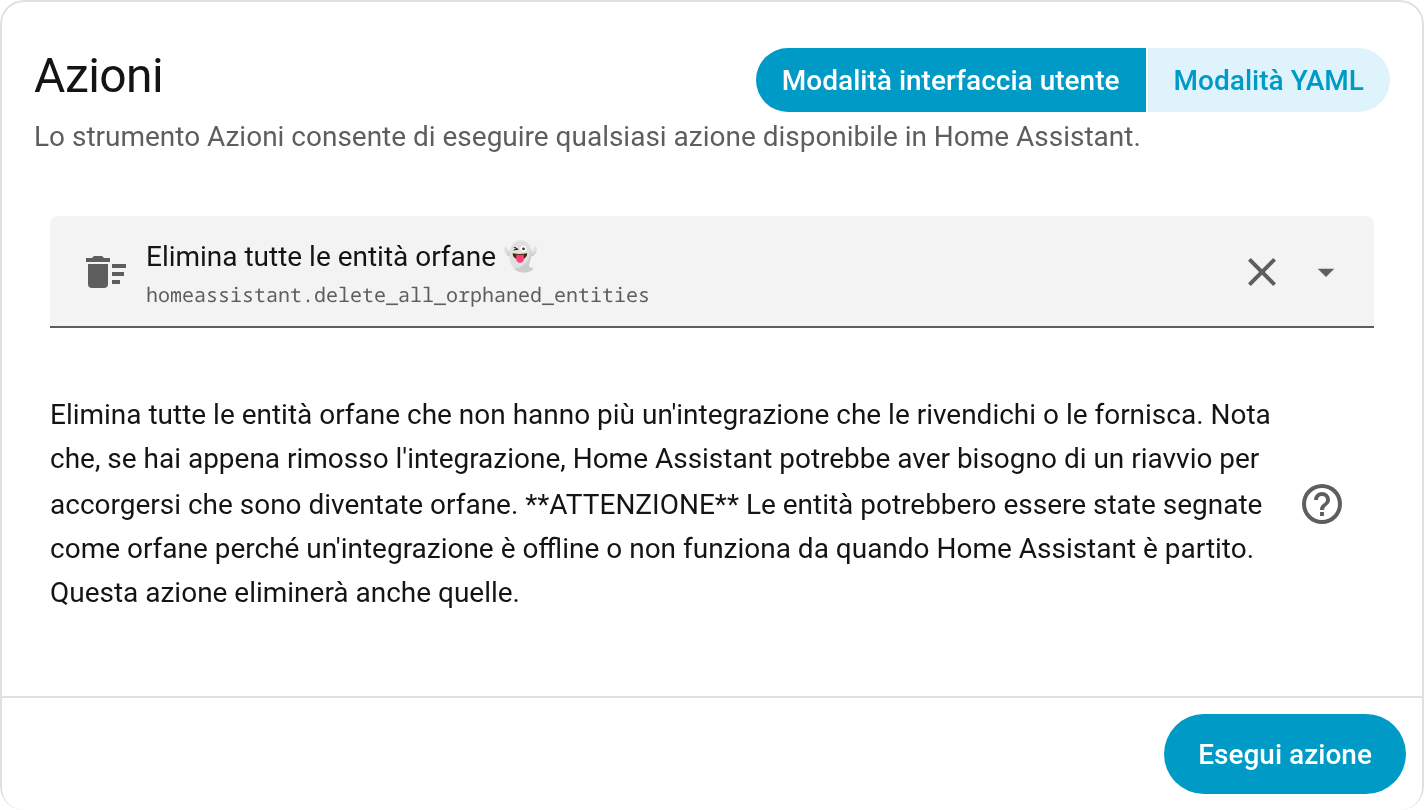 Azioni
Modalità interfaccia utente
Modalità YAML
Lo strumento Azioni consente di eseguire qualsiasi azione disponibile in Home Assistant.
Elimina tutte le entità orfane 👻
homeassistant.delete_all_orphaned_entities
Elimina tutte le entità orfane che non hanno più un'integrazione che le rivendichi o le fornisca. Nota
che, se hai appena rimosso l'integrazione, Home Assistant potrebbe aver bisogno di un riavvio per
accorgersi che sono diventate orfane. **ATTENZIONE** Le entità potrebbero essere state segnate
come orfane perché un'integrazione è offline o non funziona da quando Home Assistant è partito.
Questa azione eliminerà anche quelle.
Esegui azione